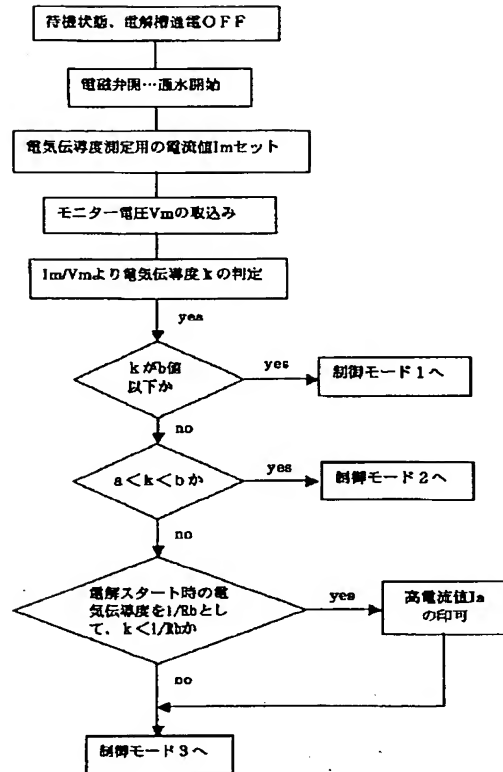 待機状態、電解槽通電OFF
電磁弁開…通水開始
電気伝導度測定用の電流値Imセット
モニター電圧Vmの取込み
Im/Vmより電気伝導度kの判定
yes
kがb値
以下か
yes
制御モード1へ
no
a<k<bか
yes
制御モード2へ
no
電解スタート時の電
気伝導度を1/Rbとし
て、k<1/Rbか
yes
高電流値Ia
の印可
no
制御モード3へ